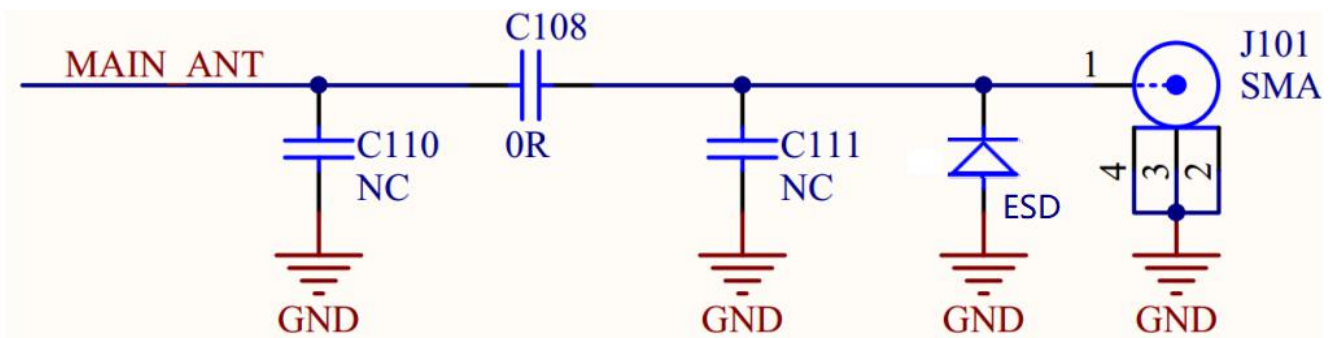 C108
J101
MAIN_ANT
1
SMA
C110
0R
C111
NC
NC
4
3
2
ESD
GND
GND
GND
GND